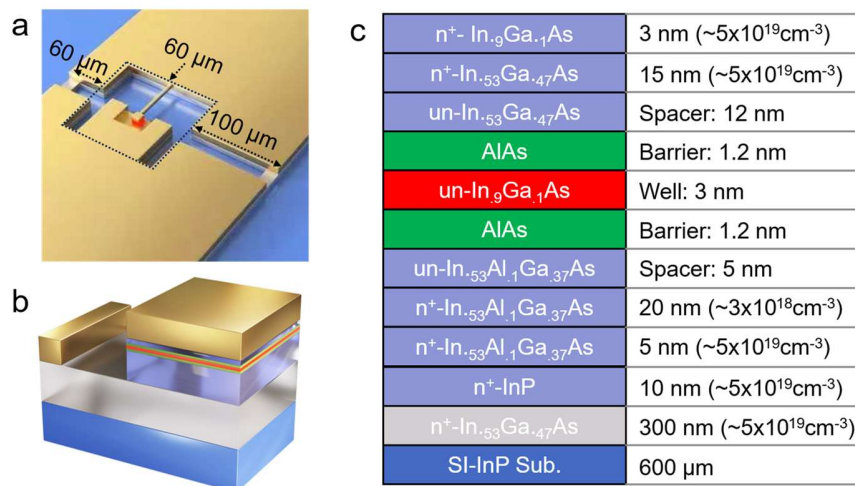 a
60 µm
60 µm
100 µm
b
c
n⁺- In.₉Ga.₁As 3 nm (~5x10¹⁹cm⁻³)
n⁺-In.₅₃Ga.₄₇As 15 nm (~5x10¹⁹cm⁻³)
un-In.₅₃Ga.₄₇As Spacer: 12 nm
AlAs Barrier: 1.2 nm
un-In.₉Ga.₁As Well: 3 nm
AlAs Barrier: 1.2 nm
un-In.₅₃Al.₁Ga.₃₇As Spacer: 5 nm
n⁺-In.₅₃Al.₁Ga.₃₇As 20 nm (~3x10¹⁸cm⁻³)
n⁺-In.₅₃Al.₁Ga.₃₇As 5 nm (~5x10¹⁹cm⁻³)
n⁺-InP 10 nm (~5x10¹⁹cm⁻³)
n⁺-In.₅₃Ga.₄₇As 300 nm (~5x10¹⁹cm⁻³)
SI-InP Sub. 600 µm